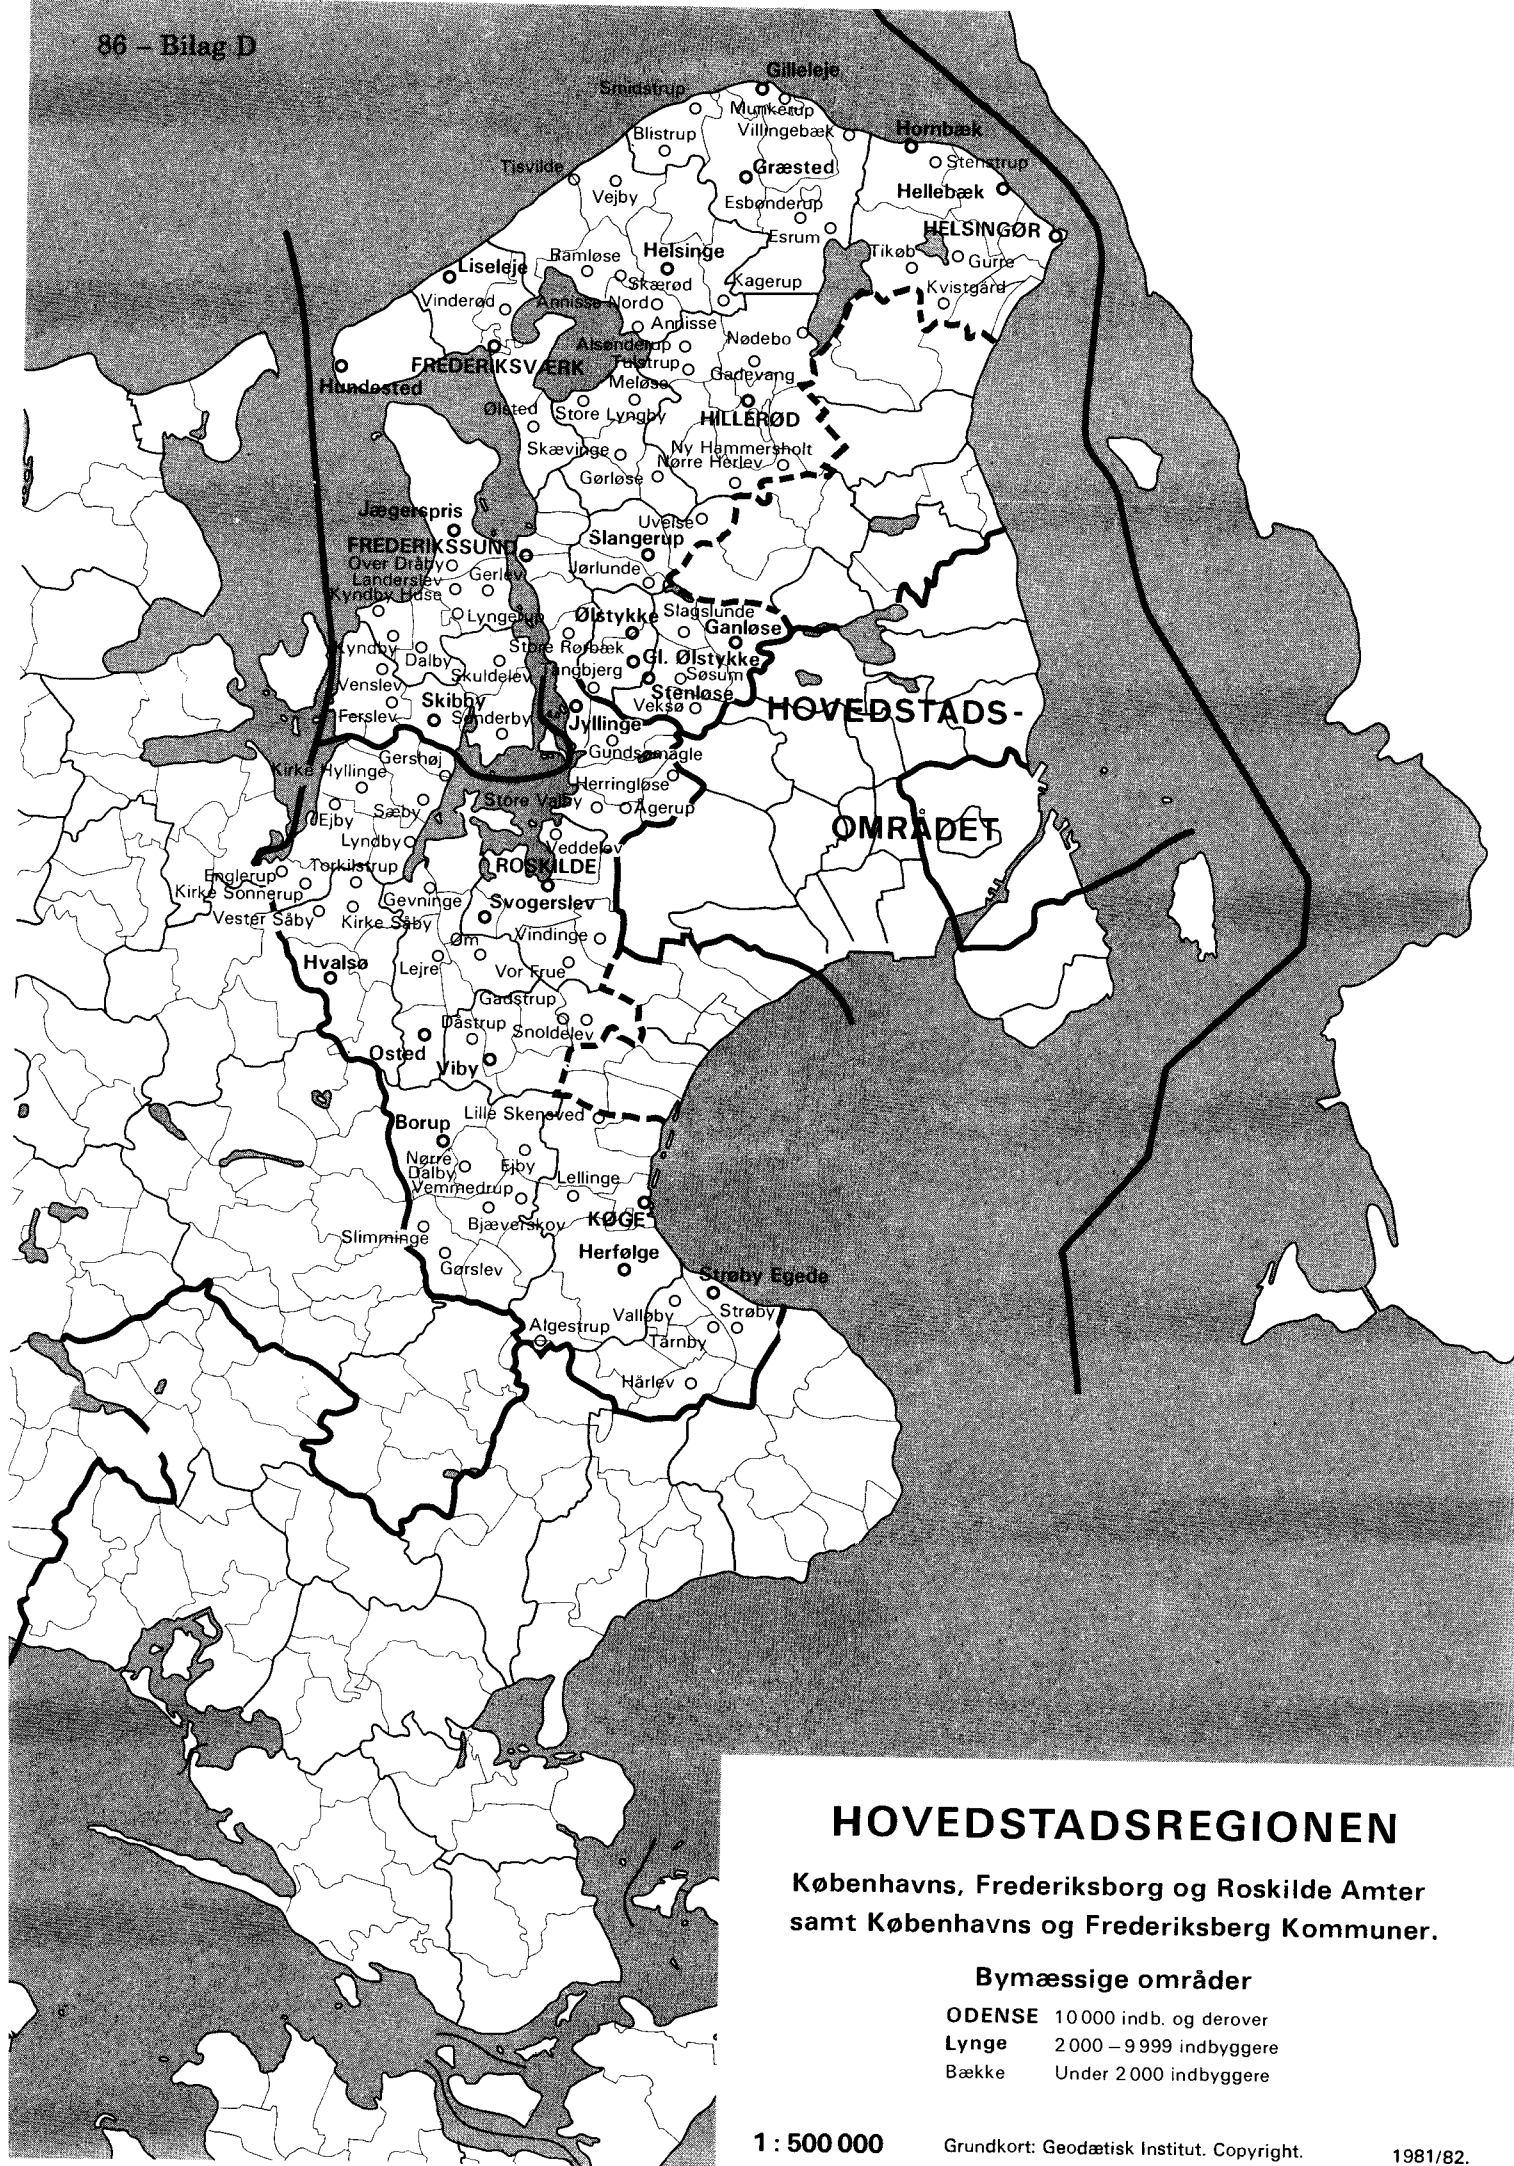 86 – Bilag D
Gilleleje
Smidstrup
Munkerup
Villingebæk
Blistrup
Hornbæk
Stenstrup
Tisvilde
Græsted
Vejby
Hellebæk
Esbønderup
HELSINGØR
Esrum
Tikøb
Gurre
Ramløse
Helsinge
Liseleje
Skærød
Kagerup
Kvistgård
Vinderød
Annisse Nord
Annisse
Nødebo
Alsønderup
FREDERIKSVÆRK
Tulstrup
Gadevang
Hundested
Meløse
Ølsted
Store Lyngby
HILLERØD
Skævinge
Ny Hammersholt
Nørre Herlev
Gørløse
Jægerspris
Uvelse
Slangerup
FREDERIKSSUND
Over Dråby
Jørlunde
Landerslev
Gerlev
Kyndby Huse
Lyngerup
Ølstykke
Slagslunde
Ganløse
Kyndby
Dalby
Store Rørbæk
Gl. Ølstykke
Skuldelev
Tangbjerg
Søsum
Venslev
Stenløse
Skibby
Veksø
Ferslev
Sønderby
Jyllinge
HOVEDSTADS-
Gershøj
Gundsømagle
Kirke Hyllinge
Herringløse
Store Valby
Ågerup
Sæby
Ejby
OMRÅDET
Lyndby
Veddelev
Torkilstrup
ROSKILDE
Englerup
Kirke Sonnerup
Gevninge
Svogerslev
Vester Såby
Kirke Såby
Vindinge
Øm
Hvalsø
Lejre
Vor Frue
Gadstrup
Dåstrup
Snoldelev
Osted
Viby
Lille Skensved
Borup
Nørre
Dalby
Ejby
Vemmedrup
Lellinge
Bjæverskov
KØGE
Slimminge
Herfølge
Gørslev
Strøby Egede
Valløby
Strøby
Algestrup
Tårnby
Hårlev
HOVEDSTADSREGIONEN
Københavns, Frederiksborg og Roskilde Amter
samt Københavns og Frederiksberg Kommuner.
Bymæssige områder
ODENSE 10 000 indb. og derover
Lynge 2 000 – 9 999 indbyggere
Bække Under 2 000 indbyggere
1 : 500 000
Grundkort: Geodætisk Institut. Copyright.
1981/82.